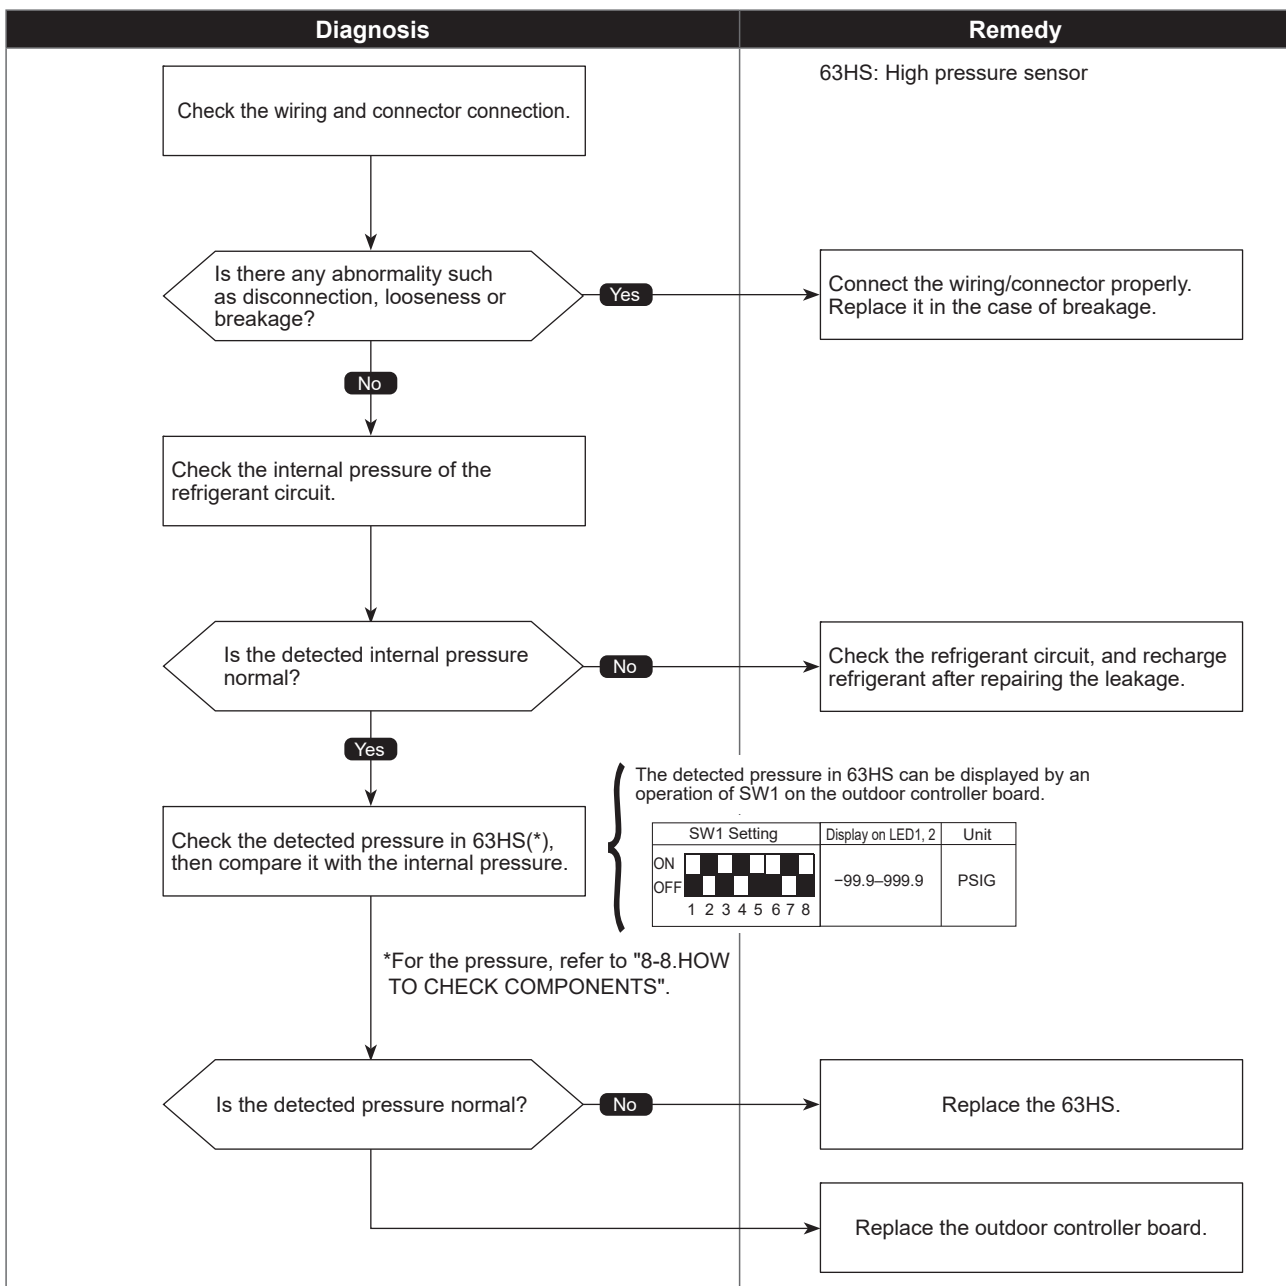 Diagnosis
Remedy
63HS: High pressure sensor
Check the wiring and connector connection.
Is there any abnormality such
as disconnection, looseness or
breakage?
Yes
Connect the wiring/connector properly.
Replace it in the case of breakage.
No
Check the internal pressure of the
refrigerant circuit.
Is the detected internal pressure
normal?
No
Check the refrigerant circuit, and recharge
refrigerant after repairing the leakage.
Yes
Check the detected pressure in 63HS(*),
then compare it with the internal pressure.
The detected pressure in 63HS can be displayed by an
operation of SW1 on the outdoor controller board.
SW1 Setting
Display on LED1, 2
Unit
ON
OFF
1 2 3 4 5 6 7 8
−99.9–999.9
PSIG
*For the pressure, refer to "8-8.HOW
TO CHECK COMPONENTS".
Is the detected pressure normal?
No
Replace the 63HS.
Replace the outdoor controller board.